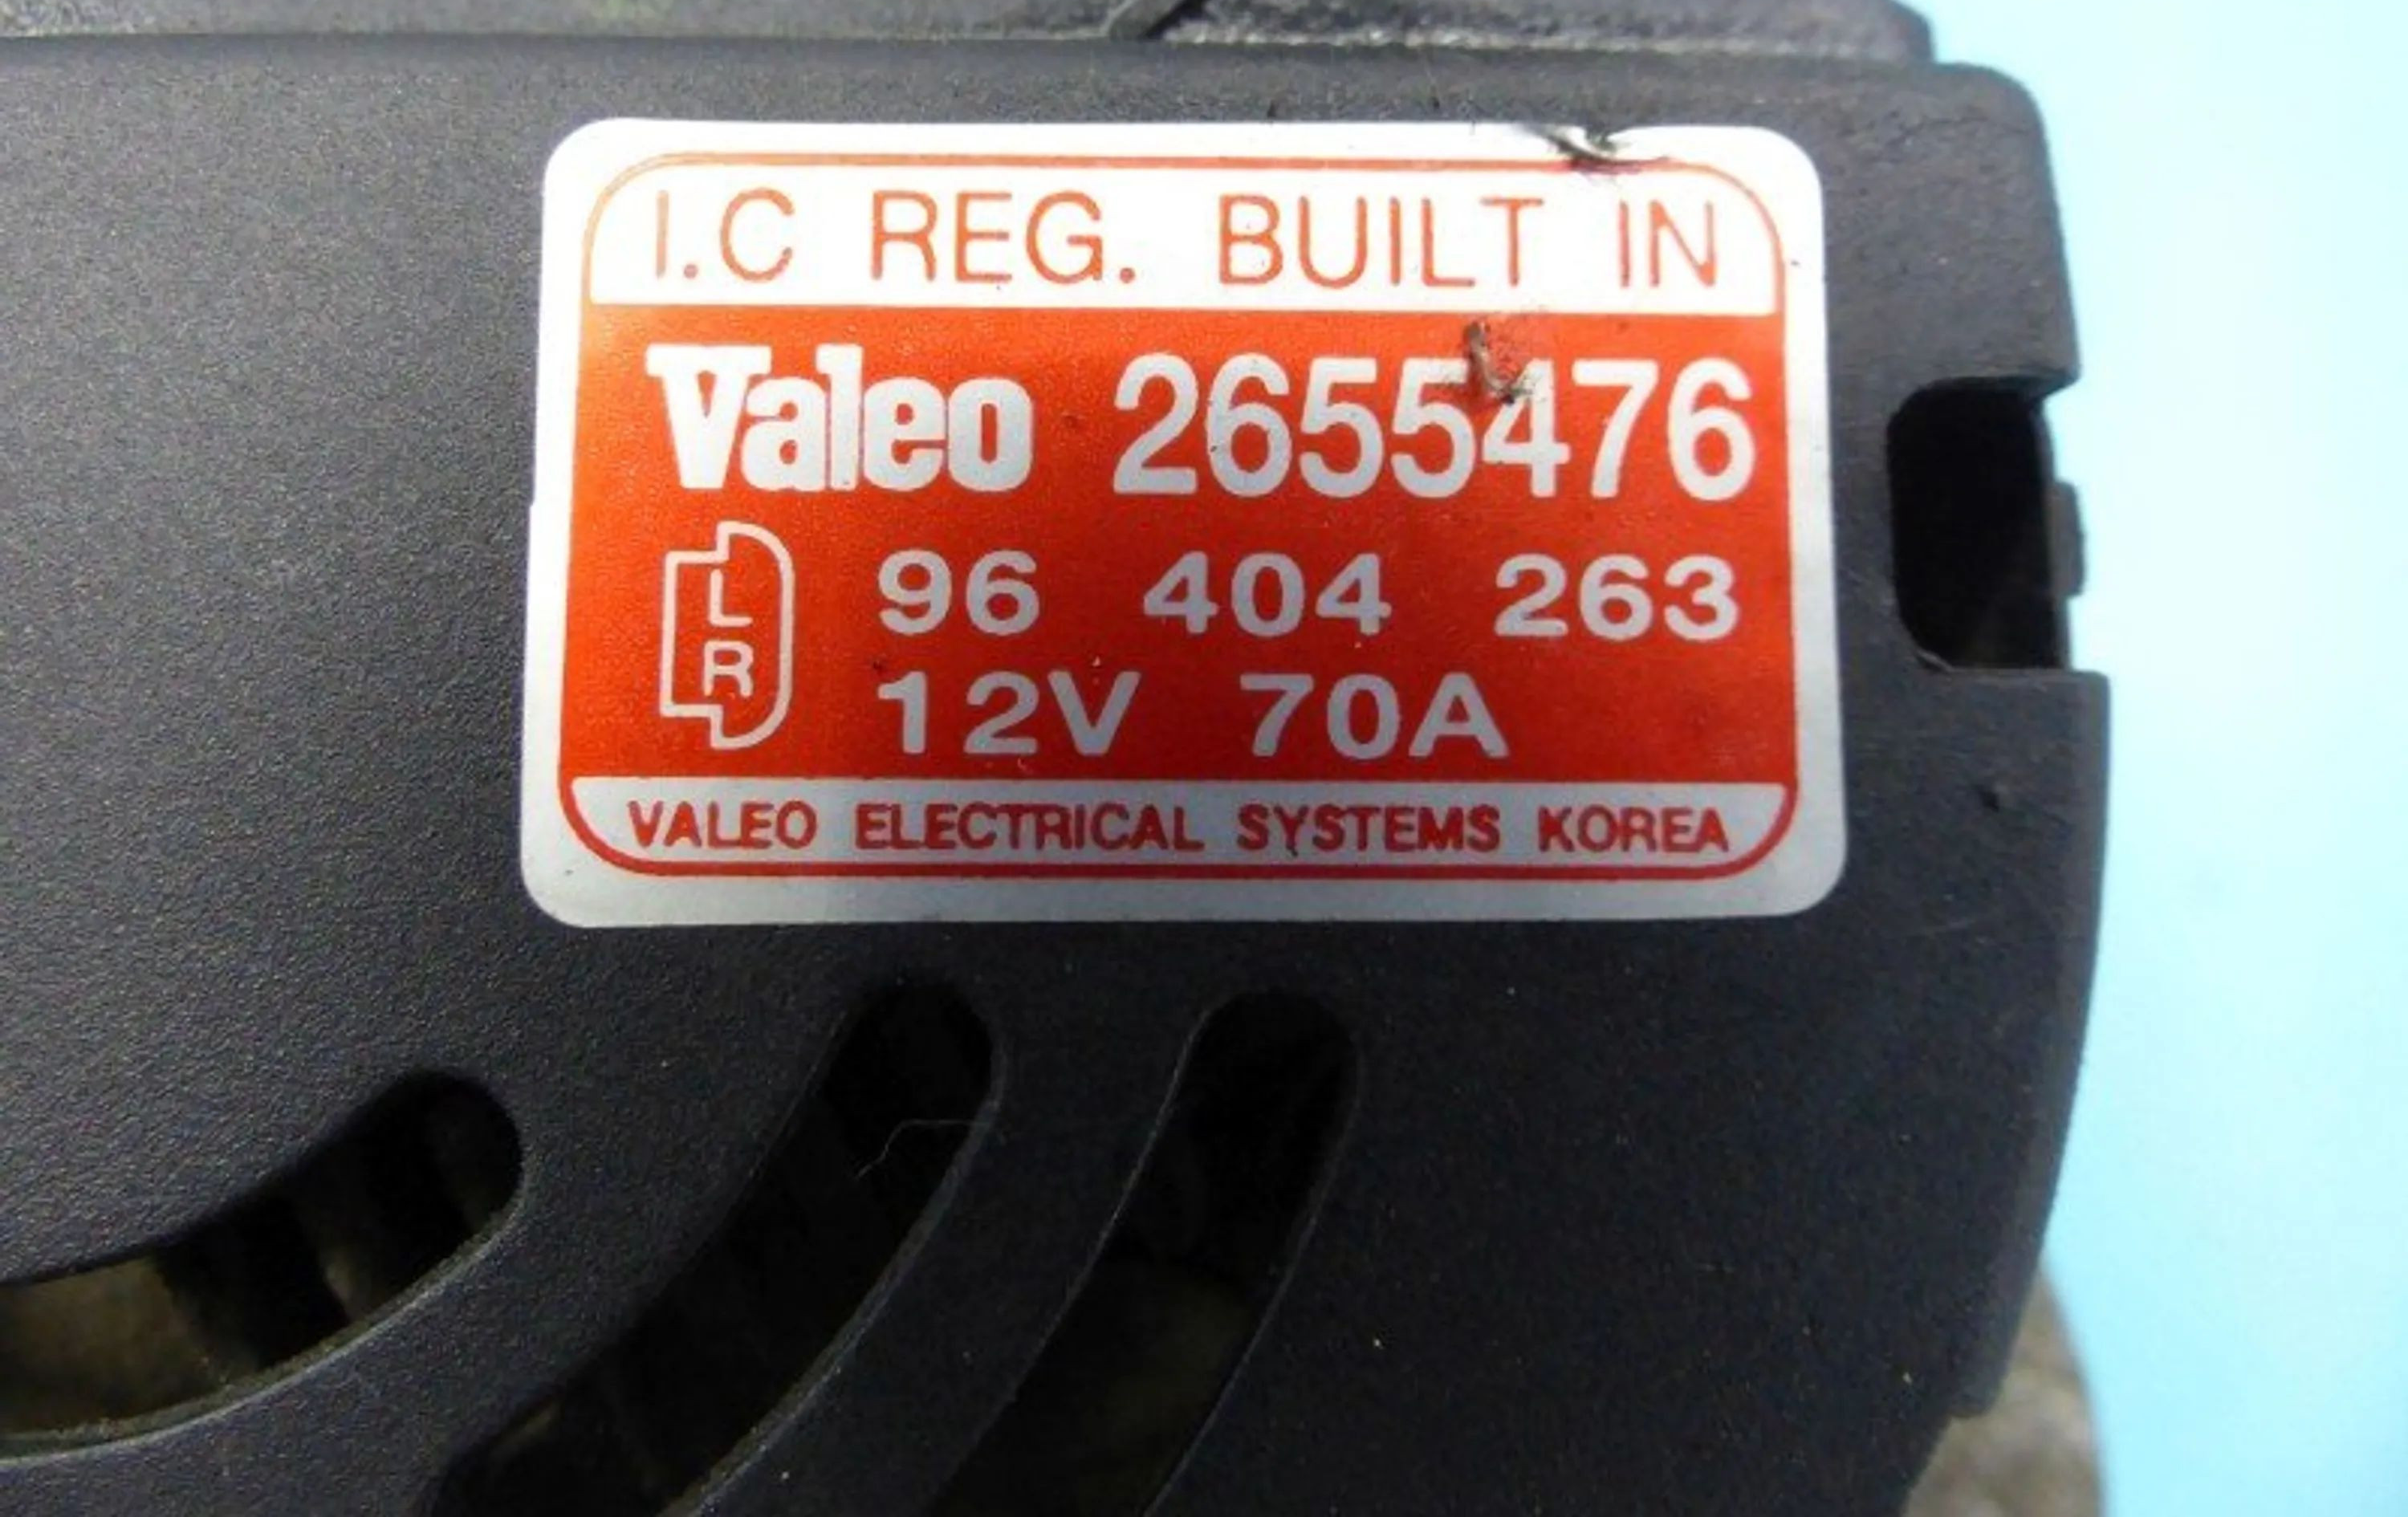 I.C REG. BUILT IN
Valeo 2655476
L
R
96 404 263
12V 70A
VALEO ELECTRICAL SYSTEMS KOREA